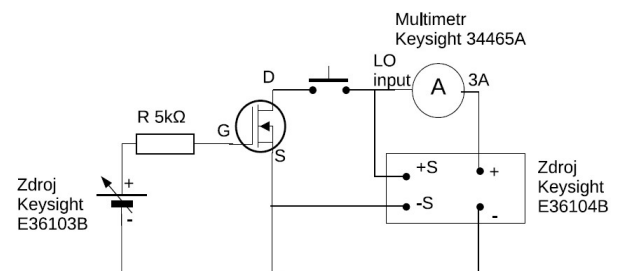 Multimetr
Keysight 34465A
LO
input
A
3A
D
R 5kΩ
G
S
+S
+
-S
-
Zdroj
Keysight
E36104B
Zdroj
Keysight
E36103B
+
-